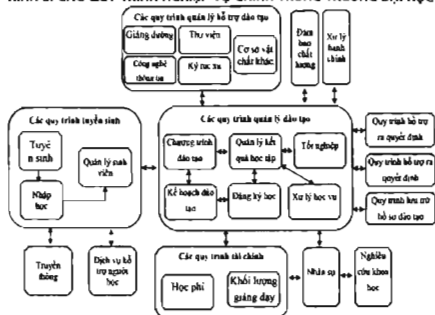 Các quy trình quản lý hỗ trợ đào tạo
Giảng đường
Thư viện
Công nghệ
thông tin
Ký túc xá
Cơ sở vật
chất khác
Đảm
bảo chất
lượng
Xử lý
hành
chính
Các quy trình tuyển sinh
Tuyể
n sinh
Quản lý sinh
viên
Nhập
học
Các quy trình quản lý đào tạo
Chương trình
đào tạo
Quản lý kết
quả học tập
Tốt nghiệp
Kế hoạch đào
tạo
Đăng ký học
Xử lý học vụ
Quy trình hỗ trợ
ra quyết định
Quy trình hỗ trợ ra
quyết định
Quy trình lưu trữ
hồ sơ đào tạo
Truyền
thông
Dịch vụ hỗ
trợ người
học
Các quy trình tài chính
Học phí
Khối lượng
giảng dạy
Nhân sự
Nghiên
cứu khoa
học